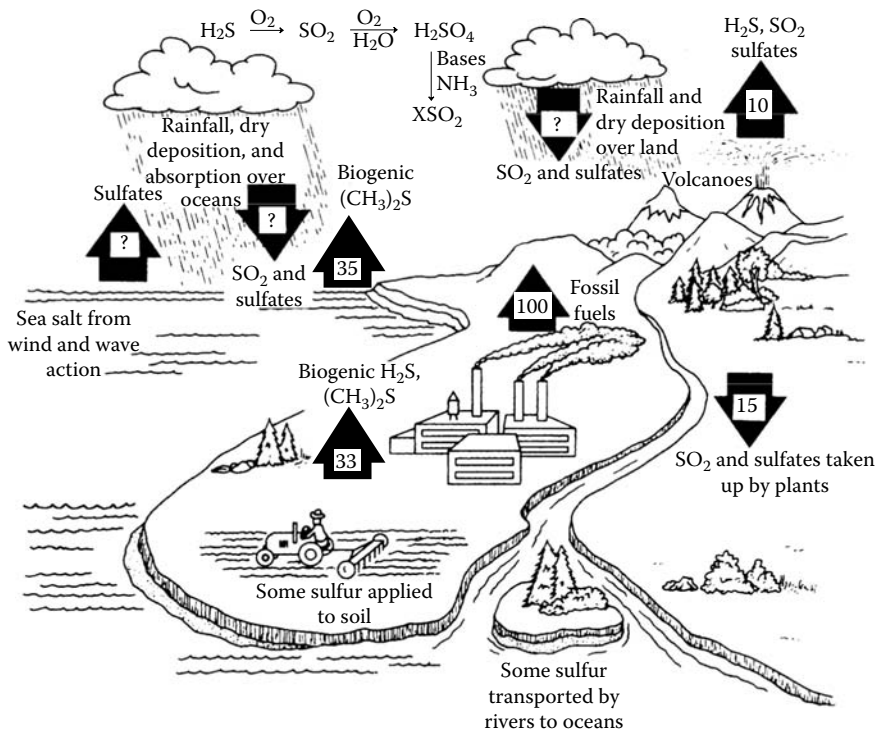 H₂S —O₂→ SO₂ —O₂/H₂O→ H₂SO₄
Bases
NH₃
XSO₂
H₂S, SO₂
sulfates
10
?
Rainfall and
dry deposition
over land
SO₂ and sulfates
Volcanoes
Rainfall, dry
deposition, and
absorption over
oceans
?
SO₂ and
sulfates
Sulfates
?
Biogenic
(CH₃)₂S
35
Sea salt from
wind and wave
action
100
Fossil
fuels
Biogenic H₂S,
(CH₃)₂S
33
15
SO₂ and sulfates taken
up by plants
Some sulfur applied
to soil
Some sulfur
transported by
rivers to oceans